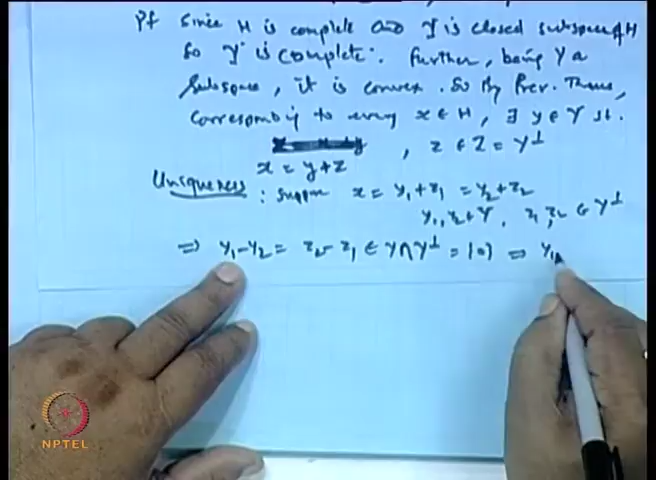 Pf Since H is complete and Y is closed subspace of H
So Y is complete. Further, being Y a
Subspace, it is convex. So By Prev. Thm,
corresponding to every x ∈ H, ∃ y ∈ Y st.
, z ∈ Z = Y⊥
x = y+z
Uniqueness : Suppose x = y₁+z₁ = y₂+z₂
y₁, y₂ ∈ Y, z₁, z₂ ∈ Y⊥
⇒ y₁-y₂ = z₂-z₁ ∈ Y∩Y⊥ = {0} ⇒ y₁
NPTEL